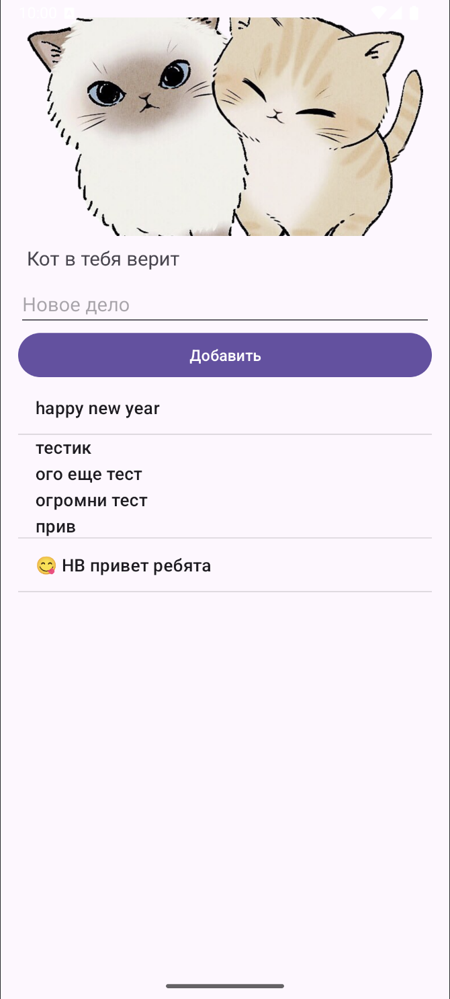 10:00
Кот в тебя верит
Новое дело
Добавить
happy new year
тестик
ого еще тест
огромни тест
прив
😋 НВ привет ребята